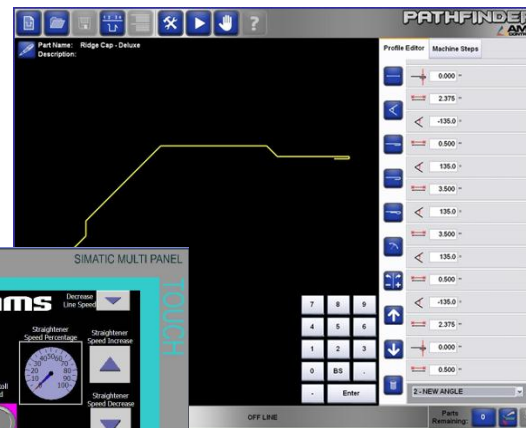 PATHFINDER
AMS
CONTROLS
Part Name: Ridge Cap - Deluxe
Description:
Profile Editor
Machine Steps
0.000 "
2.375 "
-135.0 °
0.500 "
135.0 °
3.500 "
135.0 °
3.500 "
135.0 °
0.500 "
-135.0 °
2.375 "
0.000 "
0.500 "
2 - NEW ANGLE
7 8 9
4 5 6
1 2 3
0 BS .
- Enter
OFF LINE
Parts
Remaining:
0
SIMATIC MULTI PANEL
TOUCH
ams
Decrease
Line Speed
Straightener
Speed Percentage
Straightener
Speed Increase
Straightener
Speed Decrease